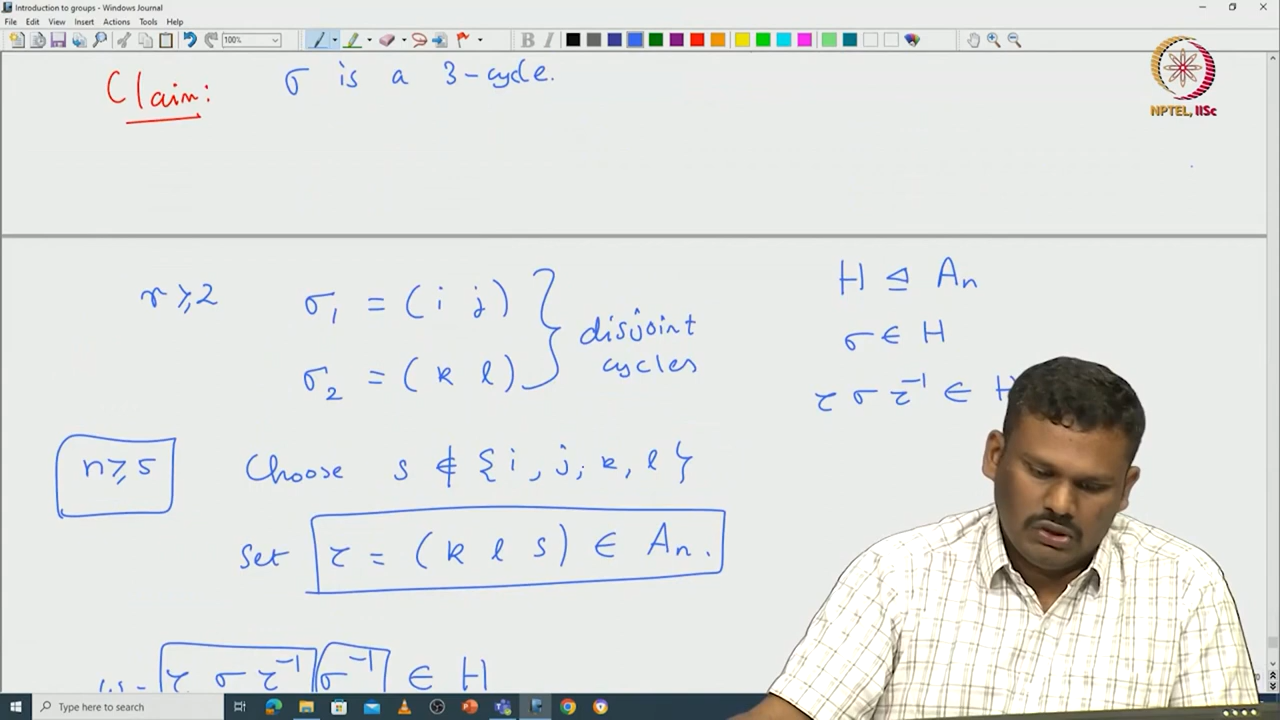 Introduction to groups - Windows Journal
File Edit View Insert Actions Tools Help
100%
B I
Claim: σ is a 3-cycle.
NPTEL, IISc
r ≥ 2 σ₁ = (i j)
σ₂ = (k l)
} disjoint cycles
H ⊴ Aₙ
σ ∈ H
τ σ τ⁻¹ ∈ H
n ≥ 5 Choose s ∉ {i, j, k, l}
Set τ = (k l s) ∈ Aₙ.
τ σ τ⁻¹ σ⁻¹ ∈ H
Type here to search